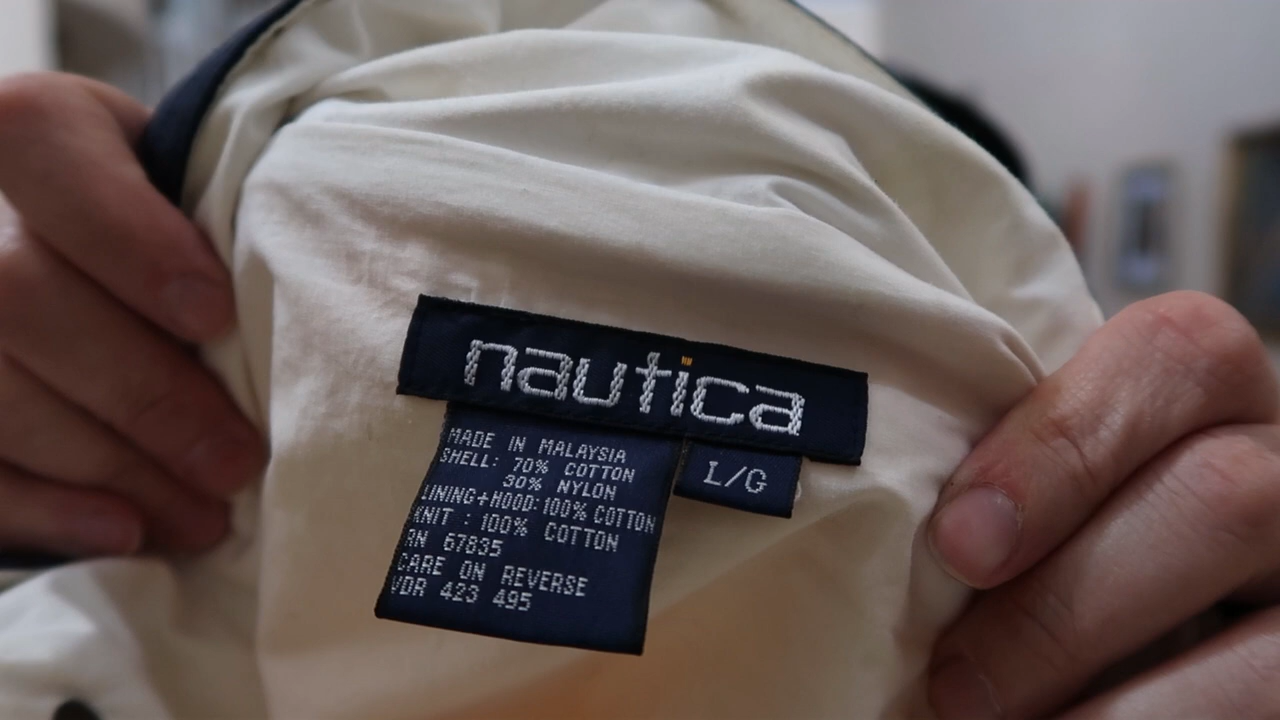 nautica
MADE IN MALAYSIA
SHELL: 70% COTTON
30% NYLON
LINING+HOOD:100% COTTON
KNIT : 100% COTTON
RN 67835
CARE ON REVERSE
VDR 423 495
L/G